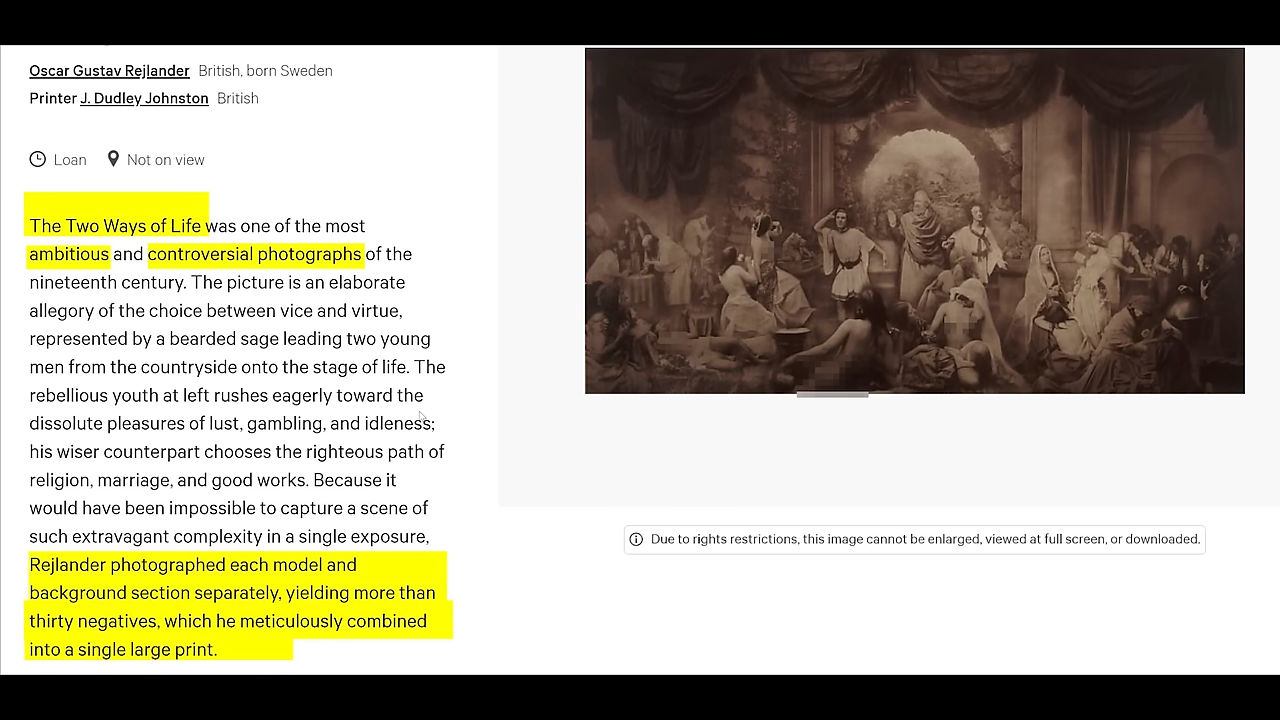 Oscar Gustav Rejlander British, born Sweden
Printer J. Dudley Johnston British
Loan Not on view
The Two Ways of Life was one of the most
ambitious and controversial photographs of the
nineteenth century. The picture is an elaborate
allegory of the choice between vice and virtue,
represented by a bearded sage leading two young
men from the countryside onto the stage of life. The
rebellious youth at left rushes eagerly toward the
dissolute pleasures of lust, gambling, and idleness;
his wiser counterpart chooses the righteous path of
religion, marriage, and good works. Because it
would have been impossible to capture a scene of
such extravagant complexity in a single exposure,
Rejlander photographed each model and
background section separately, yielding more than
thirty negatives, which he meticulously combined
into a single large print.
Due to rights restrictions, this image cannot be enlarged, viewed at full screen, or downloaded.